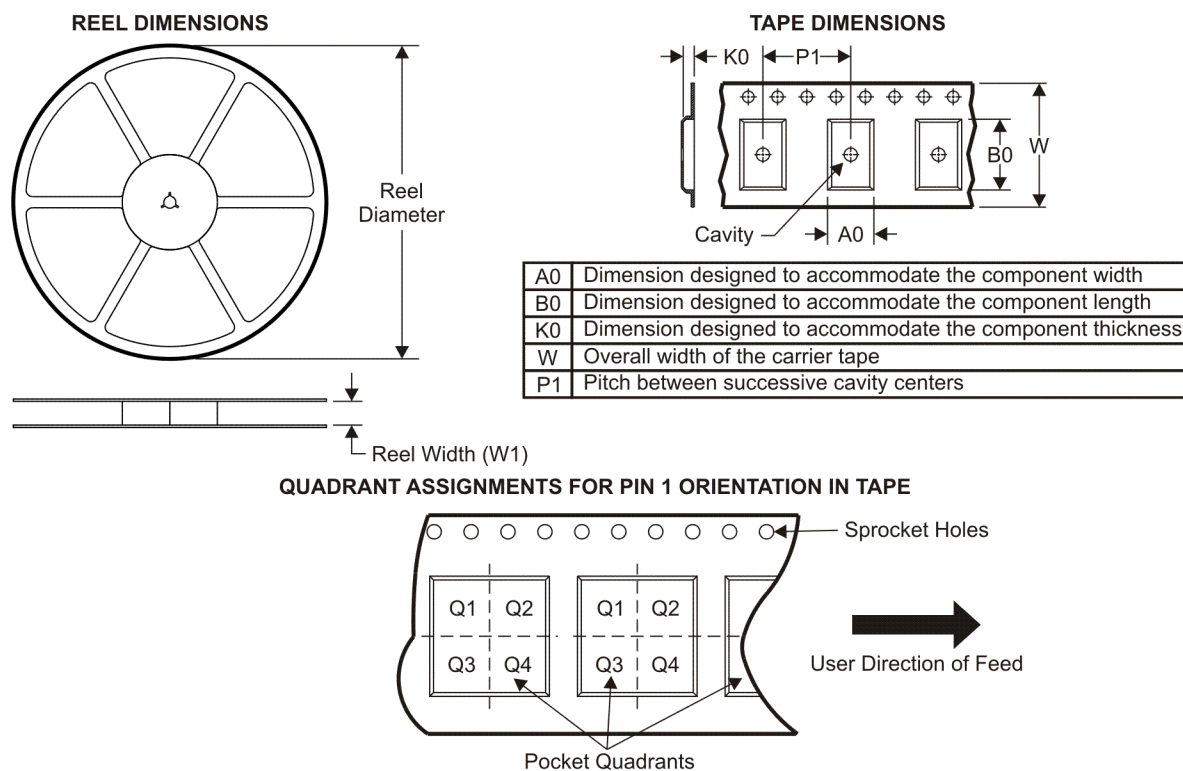 REEL DIMENSIONS
Reel
Diameter
Reel Width (W1)
TAPE DIMENSIONS
K0
P1
B0
W
Cavity
A0
A0 Dimension designed to accommodate the component width
B0 Dimension designed to accommodate the component length
K0 Dimension designed to accommodate the component thickness
W Overall width of the carrier tape
P1 Pitch between successive cavity centers
QUADRANT ASSIGNMENTS FOR PIN 1 ORIENTATION IN TAPE
Sprocket Holes
Q1 Q2 Q1 Q2
Q3 Q4 Q3 Q4
User Direction of Feed
Pocket Quadrants